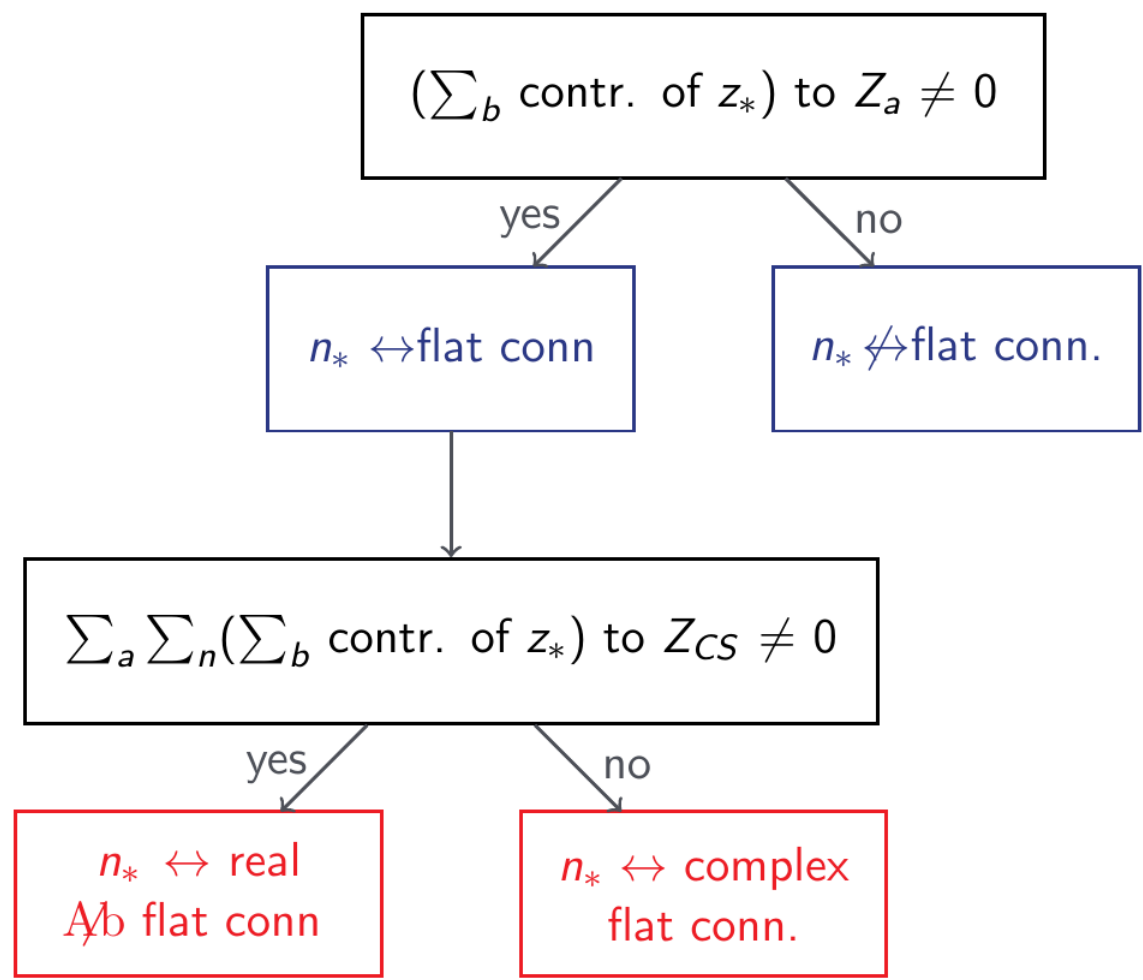 (∑_b contr. of z_*) to Z_a ≠ 0
yes
no
n_* ↔flat conn
n_* ↮flat conn.
∑_a ∑_n(∑_b contr. of z_*) to Z_CS ≠ 0
yes
no
n_* ↔ real
A̸b flat conn
n_* ↔ complex
flat conn.